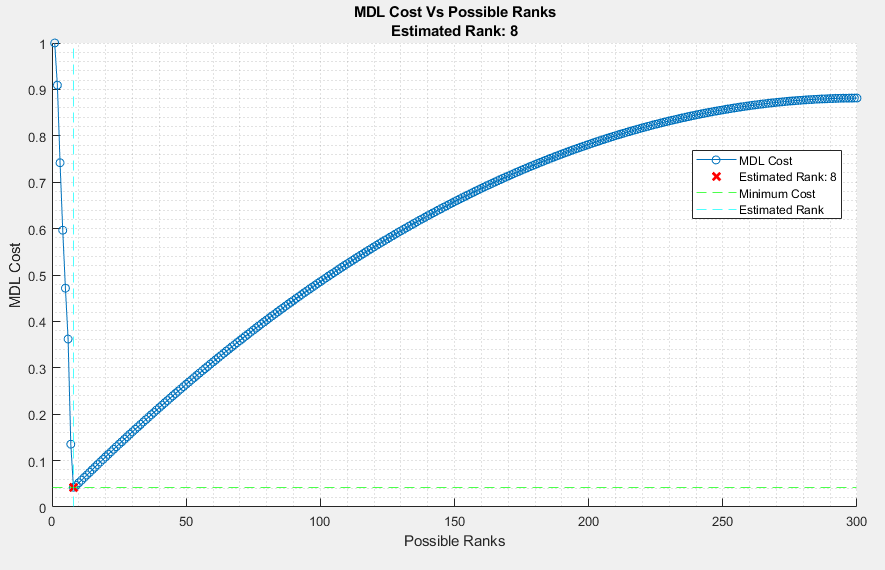 MDL Cost Vs Possible Ranks
Estimated Rank: 8
1
0.9
0.8
0.7
0.6
0.5
0.4
0.3
0.2
0.1
0
MDL Cost
MDL Cost
Estimated Rank: 8
Minimum Cost
Estimated Rank
0 50 100 150 200 250 300
Possible Ranks